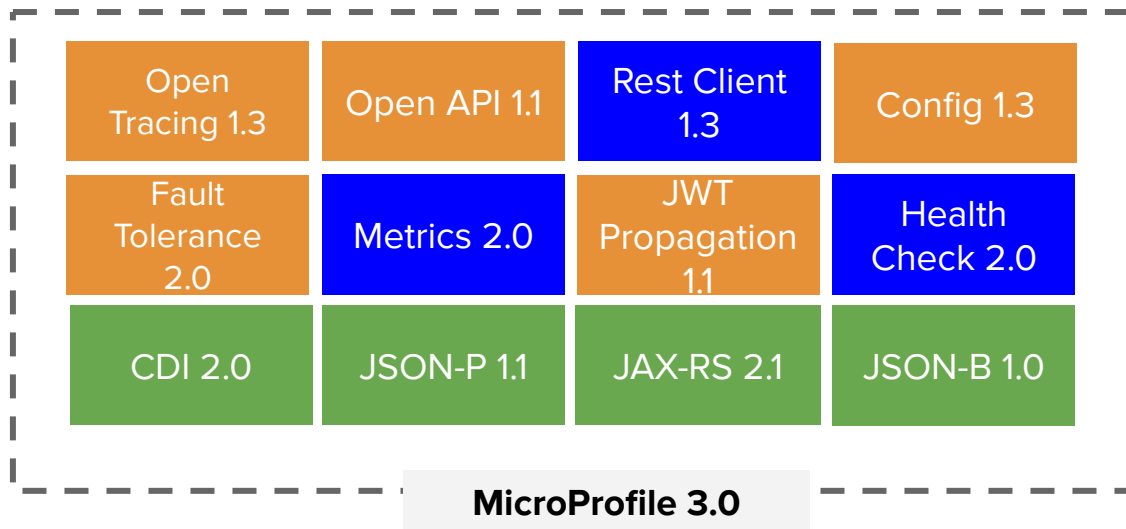 Open
Tracing 1.3
Open API 1.1
Rest Client
1.3
Config 1.3
Fault
Tolerance
2.0
Metrics 2.0
JWT
Propagation
1.1
Health
Check 2.0
CDI 2.0
JSON-P 1.1
JAX-RS 2.1
JSON-B 1.0
MicroProfile 3.0